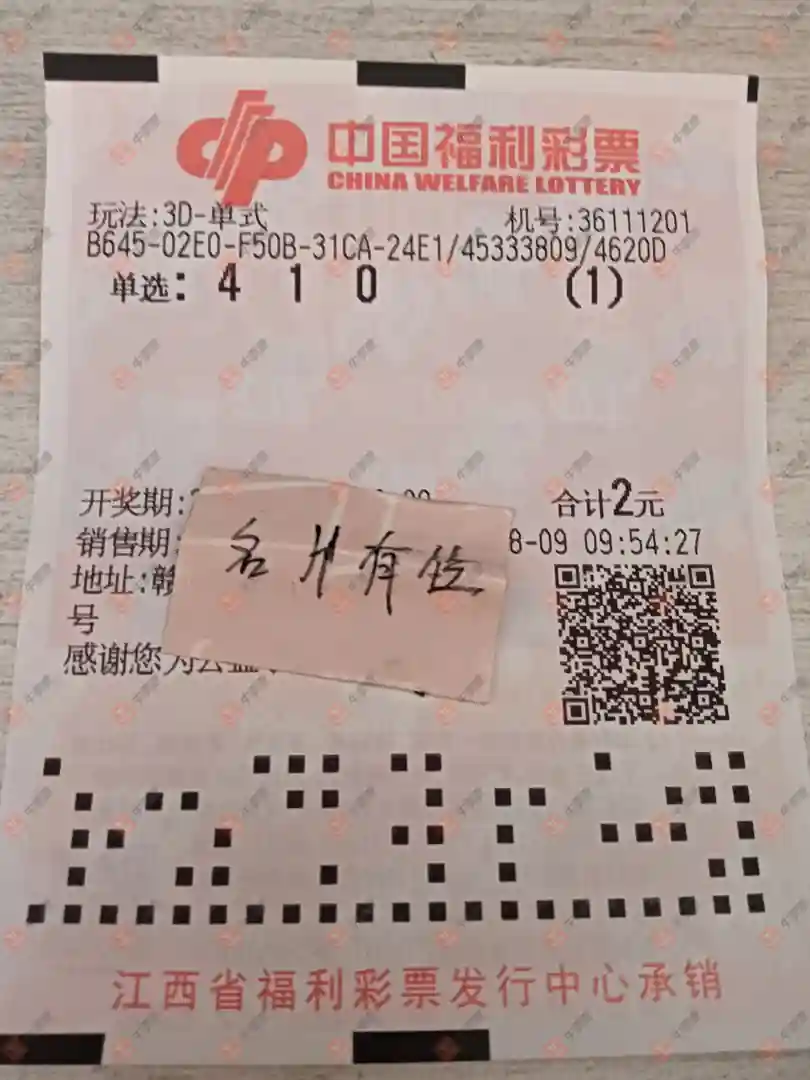 中国福利彩票
CHINA WELFARE LOTTERY
玩法:3D-单式 机号:36111201
B645-02E0-F50B-31CA-24E1/45333809/4620D
单选: 4 1 0 (1)
开奖期: 合计2元
销售期: 8-09 09:54:27
名 有位
地址:赣
号
感谢您为公益
江西省福利彩票发行中心承销